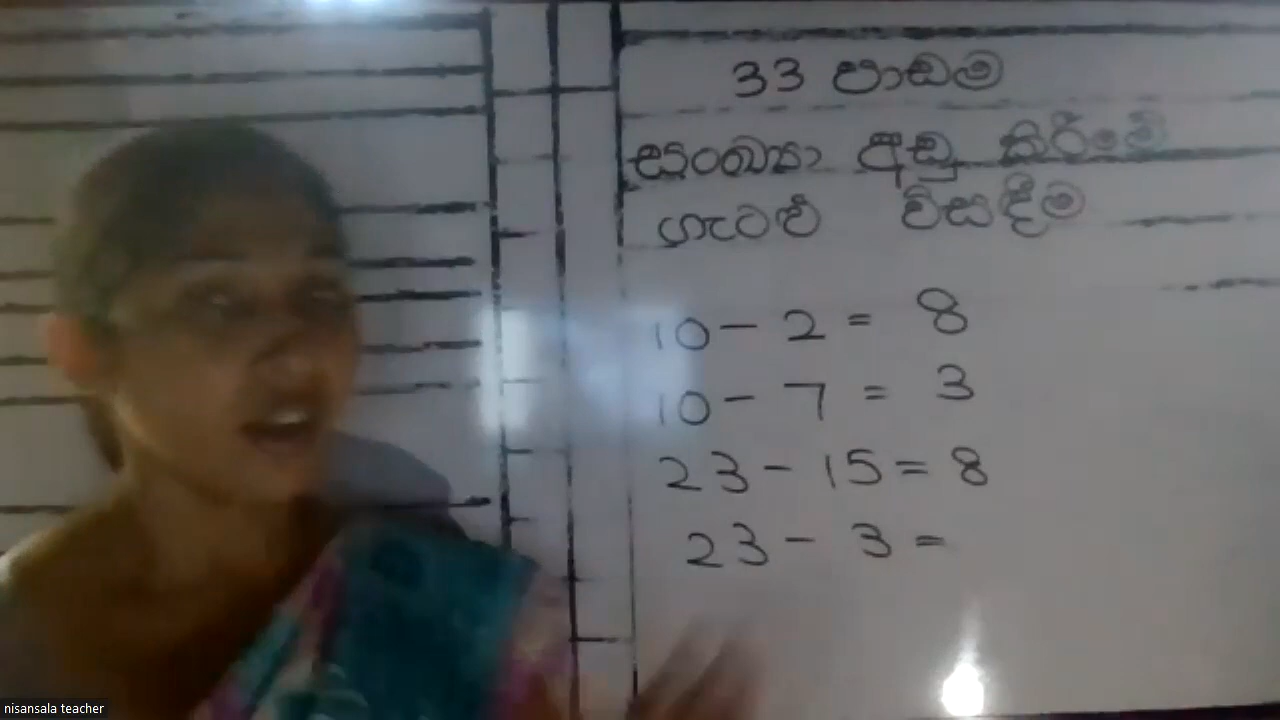 33 පාඩම
සංඛ්‍යා අඩු කිරීමේ
ගැටළු විසඳීම
10 - 2 = 8
10 - 7 = 3
23 - 15 = 8
23 - 3 =
nisansala teacher